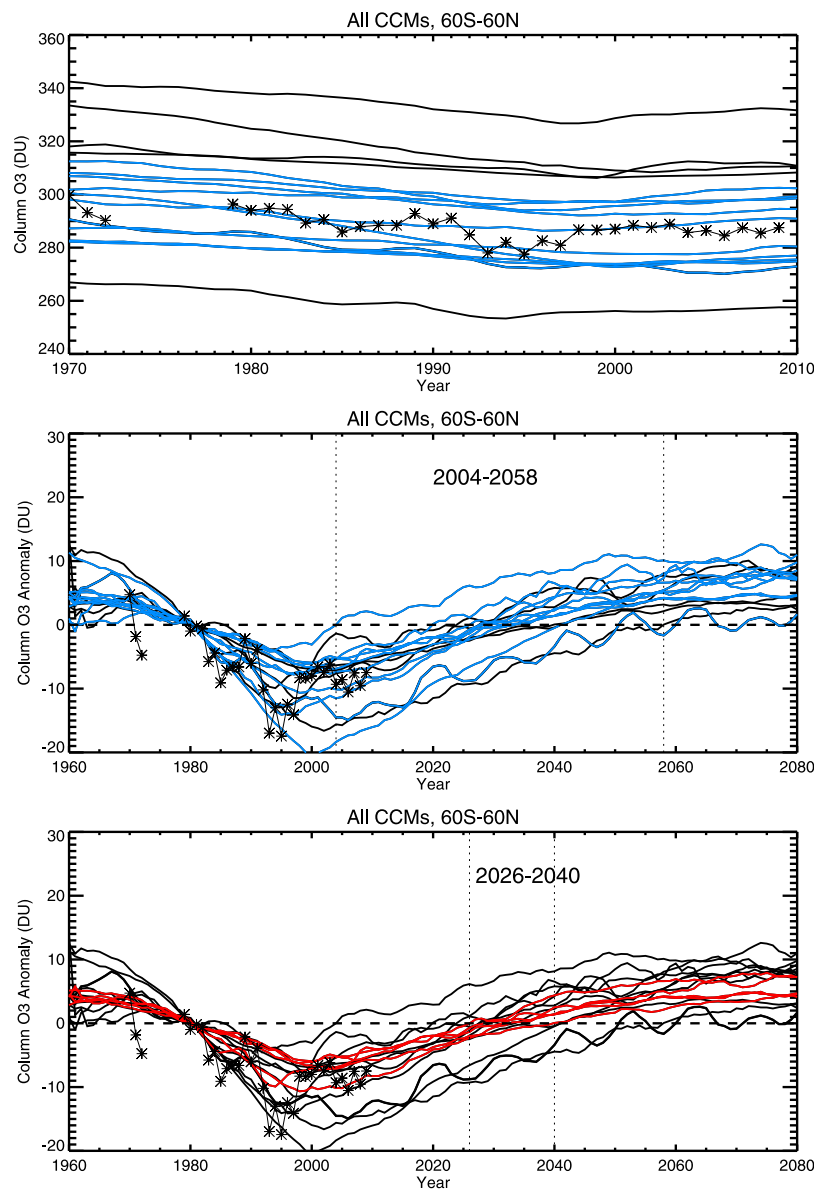 All CCMs, 60S-60N
360
340
320
300
280
260
240
Column O3 (DU)
1970 1980 1990 2000 2010
Year
All CCMs, 60S-60N
30
20
10
0
-10
-20
Column O3 Anomaly (DU)
2004-2058
1960 1980 2000 2020 2040 2060 2080
Year
All CCMs, 60S-60N
30
20
10
0
-10
-20
Column O3 Anomaly (DU)
2026-2040
1960 1980 2000 2020 2040 2060 2080
Year